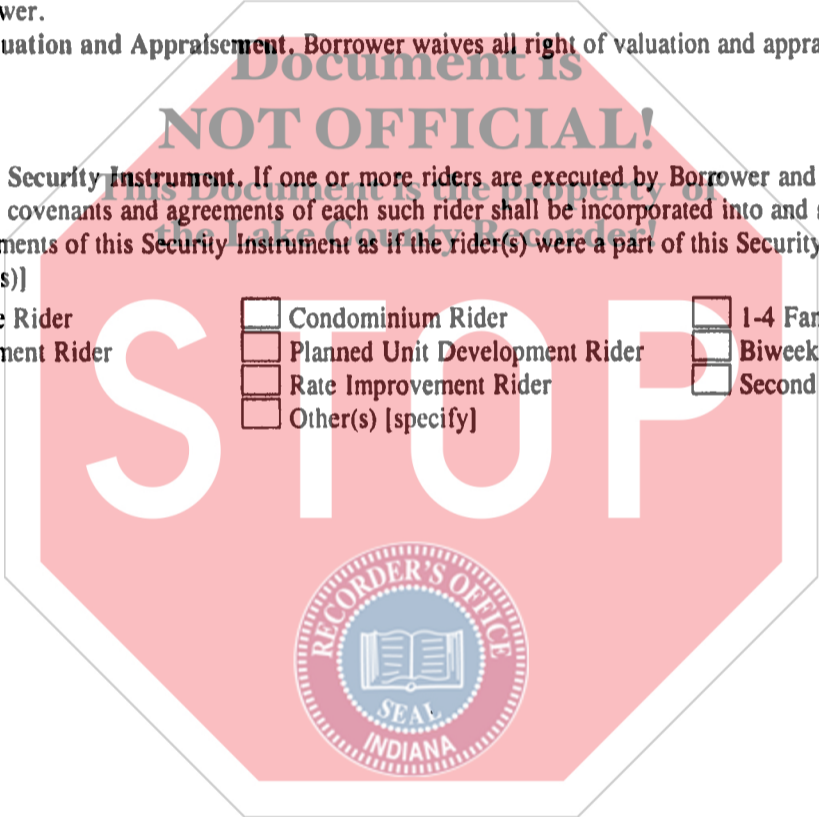 wer.
uation and Appraisement. Borrower waives all right of valuation and appra
Document is
NOT OFFICIAL!
Security Instrument. If one or more riders are executed by Borrower and
This Document is the property of
covenants and agreements of each such rider shall be incorporated into and
the Lake County Recorder!
ments of this Security Instrument as if the rider(s) were a part of this Security
s)]
e Rider
Condominium Rider
1-4 Fam
ment Rider
Planned Unit Development Rider
Biweek
Rate Improvement Rider
Second
Other(s) [specify]
STOP
RECORDER'S OFFICE
SEAL
INDIANA